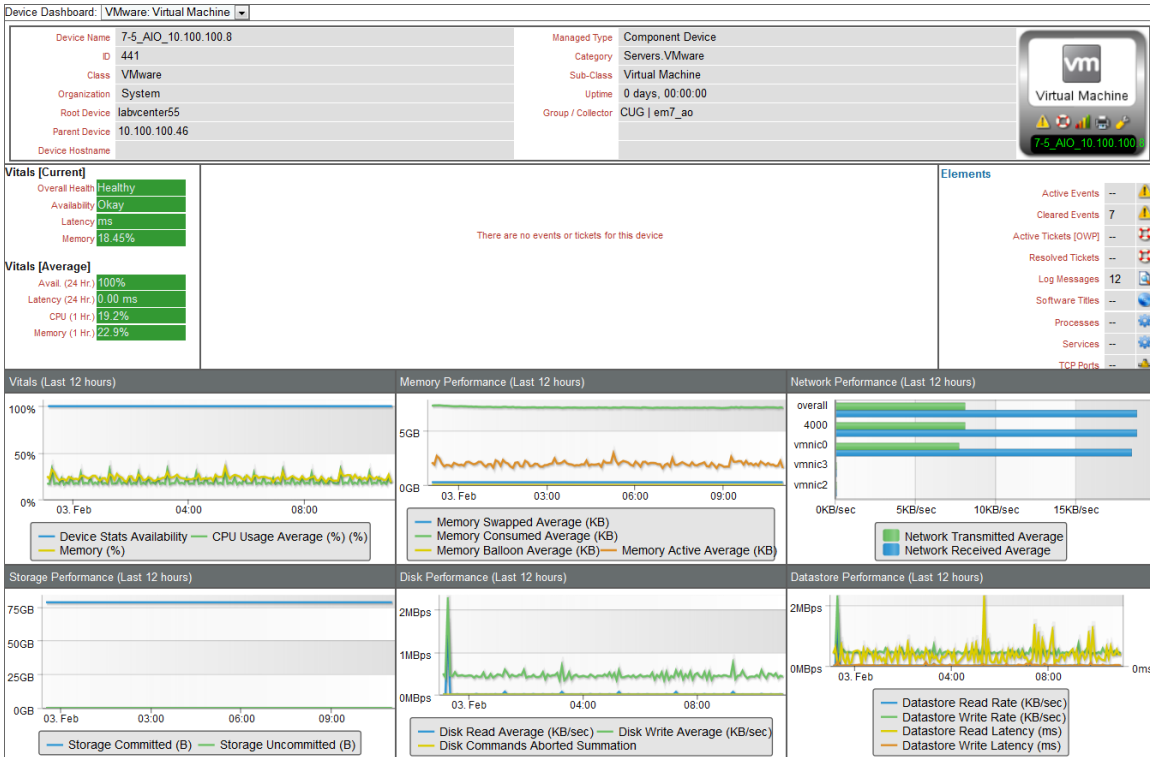 Device Dashboard: VMware: Virtual Machine
Device Name 7-5_AIO_10.100.100.8 Managed Type Component Device
ID 441 Category Servers.VMware
Class VMware Sub-Class Virtual Machine
Organization System Uptime 0 days, 00:00:00
Root Device labvcenter55 Group / Collector CUG | em7_ao
Parent Device 10.100.100.46
Device Hostname
vm
Virtual Machine
7-5_AIO_10.100.100.8
Vitals [Current]
Overall Health Healthy
Availability Okay
Latency ms
Memory 18.45%
Vitals [Average]
Avail. (24 Hr.) 100%
Latency (24 Hr.) 0.00 ms
CPU (1 Hr.) 19.2%
Memory (1 Hr.) 22.9%
There are no events or tickets for this device
Elements
Active Events --
Cleared Events 7
Active Tickets [OWP] --
Resolved Tickets --
Log Messages 12
Software Titles --
Processes --
Services --
TCP Ports --
Vitals (Last 12 hours)
100%
50%
0%
03. Feb 04:00 08:00
Device Stats Availability CPU Usage Average (%) (%)
Memory (%)
Memory Performance (Last 12 hours)
5GB
0GB
03. Feb 03:00 06:00 09:00
Memory Swapped Average (KB)
Memory Consumed Average (KB)
Memory Balloon Average (KB) Memory Active Average (KB)
Network Performance (Last 12 hours)
overall
4000
vmnic0
vmnic3
vmnic2
0KB/sec 5KB/sec 10KB/sec 15KB/sec
Network Transmitted Average
Network Received Average
Storage Performance (Last 12 hours)
75GB
50GB
25GB
0GB
03. Feb 03:00 06:00 09:00
Storage Committed (B) Storage Uncommitted (B)
Disk Performance (Last 12 hours)
2MBps
1MBps
0MBps
03. Feb 04:00 08:00
Disk Read Average (KB/sec) Disk Write Average (KB/sec)
Disk Commands Aborted Summation
Datastore Performance (Last 12 hours)
2MBps
0MBps 0ms
03. Feb 04:00 08:00
Datastore Read Rate (KB/sec)
Datastore Write Rate (KB/sec)
Datastore Read Latency (ms)
Datastore Write Latency (ms)